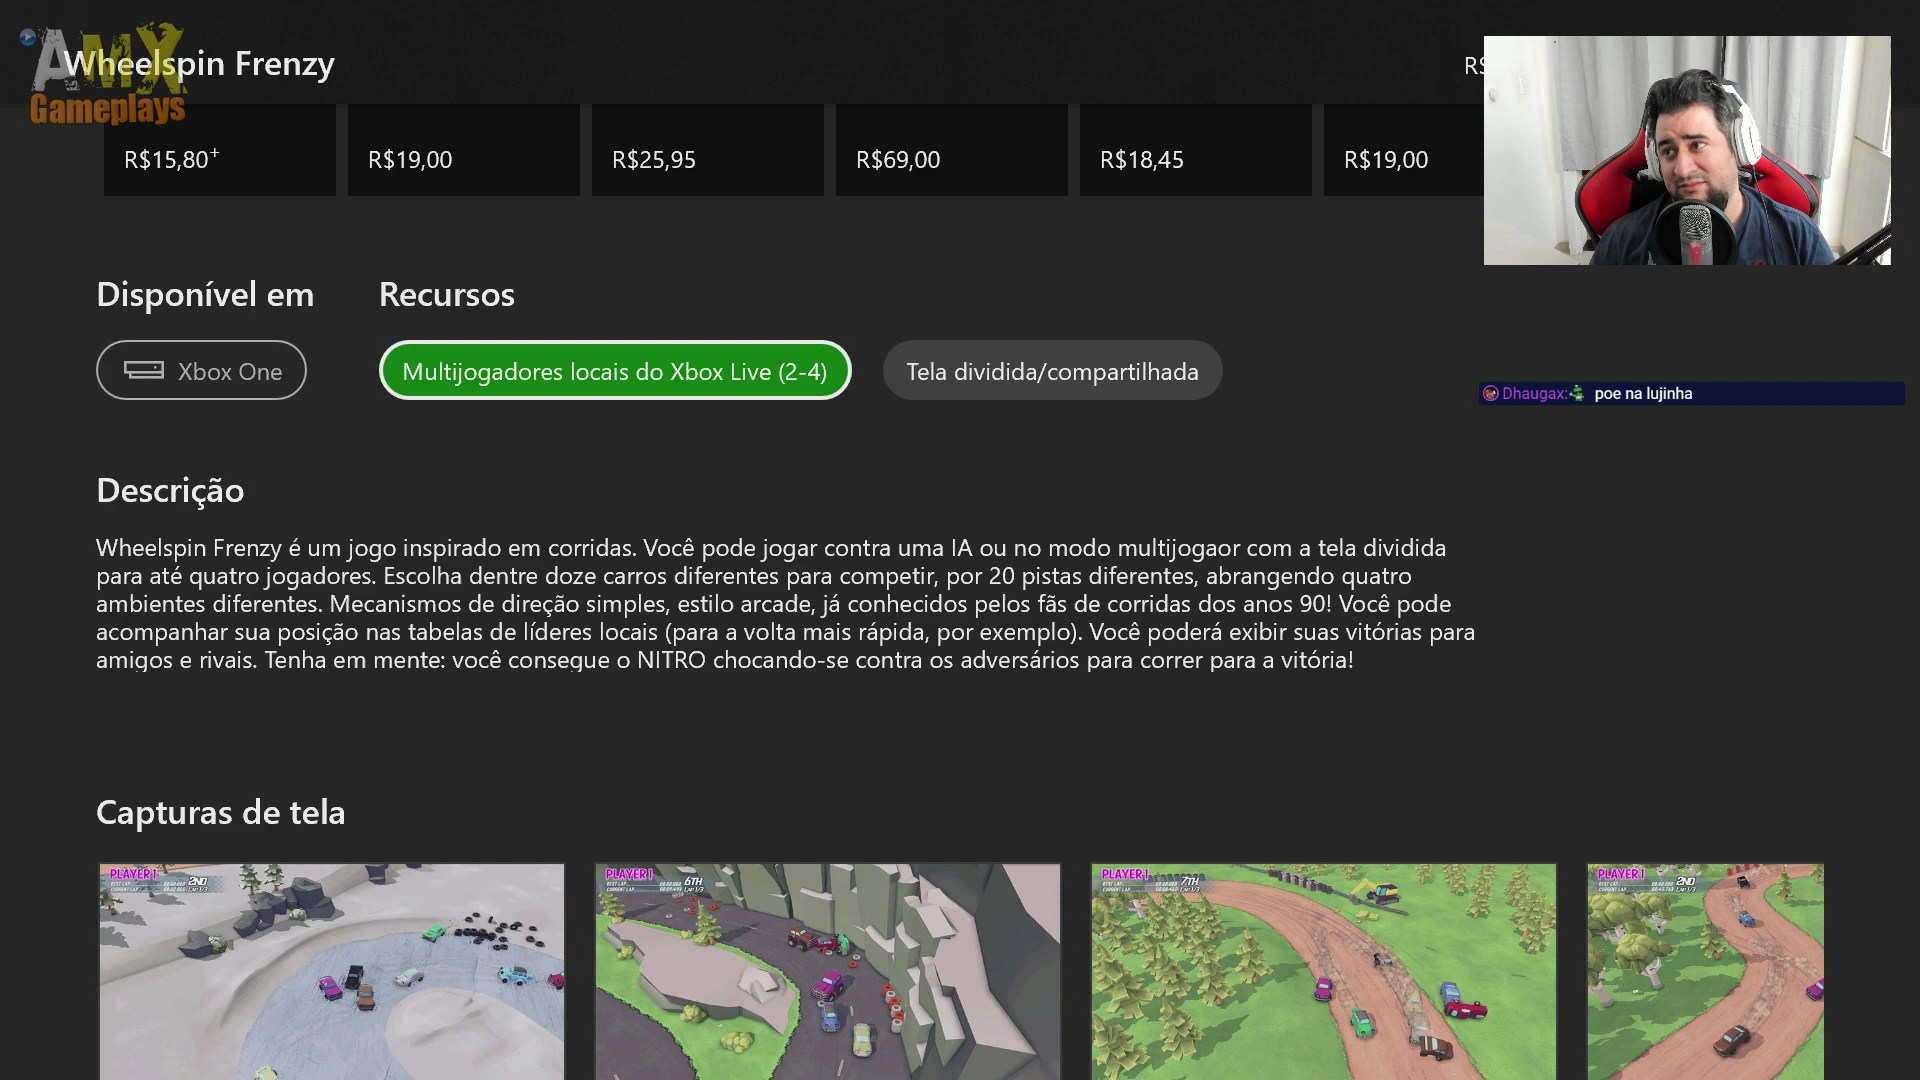 AMX
Gameplays
Wheelspin Frenzy
R$
R$15,80+
R$19,00
R$25,95
R$69,00
R$18,45
R$19,00
Disponível em
Recursos
Xbox One
Multijogadores locais do Xbox Live (2-4)
Tela dividida/compartilhada
Dhaugax: poe na lujinha
Descrição
Wheelspin Frenzy é um jogo inspirado em corridas. Você pode jogar contra uma IA ou no modo multijogaor com a tela dividida
para até quatro jogadores. Escolha dentre doze carros diferentes para competir, por 20 pistas diferentes, abrangendo quatro
ambientes diferentes. Mecanismos de direção simples, estilo arcade, já conhecidos pelos fãs de corridas dos anos 90! Você pode
acompanhar sua posição nas tabelas de líderes locais (para a volta mais rápida, por exemplo). Você poderá exibir suas vitórias para
amigos e rivais. Tenha em mente: você consegue o NITRO chocando-se contra os adversários para correr para a vitória!
Capturas de tela
PLAYER 1
2ND
PLAYER 1
6TH
PLAYER 1
7TH
PLAYER 1
2ND